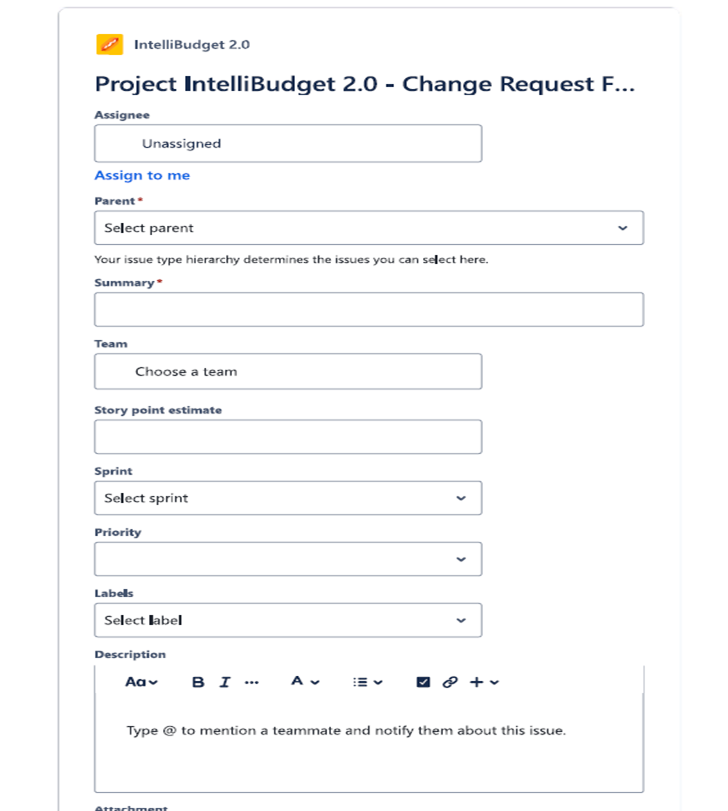 IntelliBudget 2.0
Project IntelliBudget 2.0 - Change Request F...
Assignee
Unassigned
Assign to me
Parent *
Select parent
Your issue type hierarchy determines the issues you can select here.
Summary *
Team
Choose a team
Story point estimate
Sprint
Select sprint
Priority
Labels
Select label
Description
Aa B I ... A
Type @ to mention a teammate and notify them about this issue.
Attachment